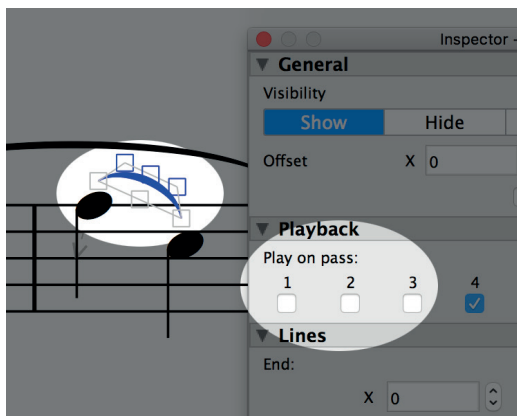 Inspector -
General
Visibility
Show Hide
Offset X 0
Playback
Play on pass:
1 2 3 4
Lines
End:
X 0